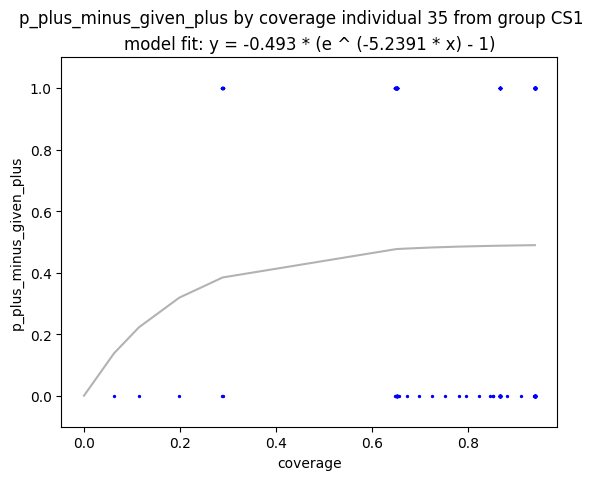 p_plus_minus_given_plus by coverage individual 35 from group CS1
model fit: y = -0.493 * (e ^ (-5.2391 * x) - 1)
p_plus_minus_given_plus
1.0
0.8
0.6
0.4
0.2
0.0
0.0 0.2 0.4 0.6 0.8
coverage